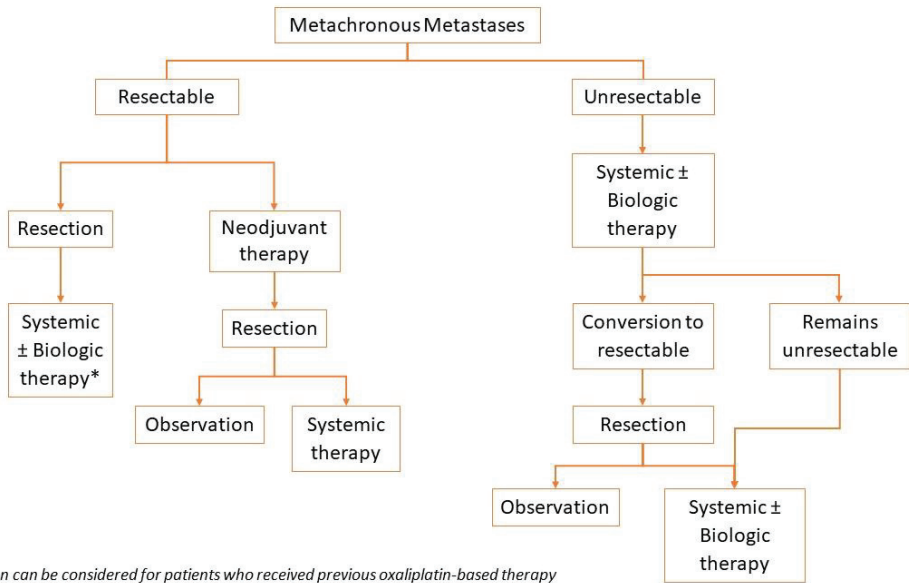 Metachronous Metastases
Resectable
Unresectable
Systemic ±
Biologic
therapy
Resection
Neodjuvant
therapy
Systemic
± Biologic
therapy*
Resection
Conversion to
resectable
Remains
unresectable
Observation
Systemic
therapy
Resection
Observation
Systemic ±
Biologic
therapy
can be considered for patients who received previous oxaliplatin-based therapy